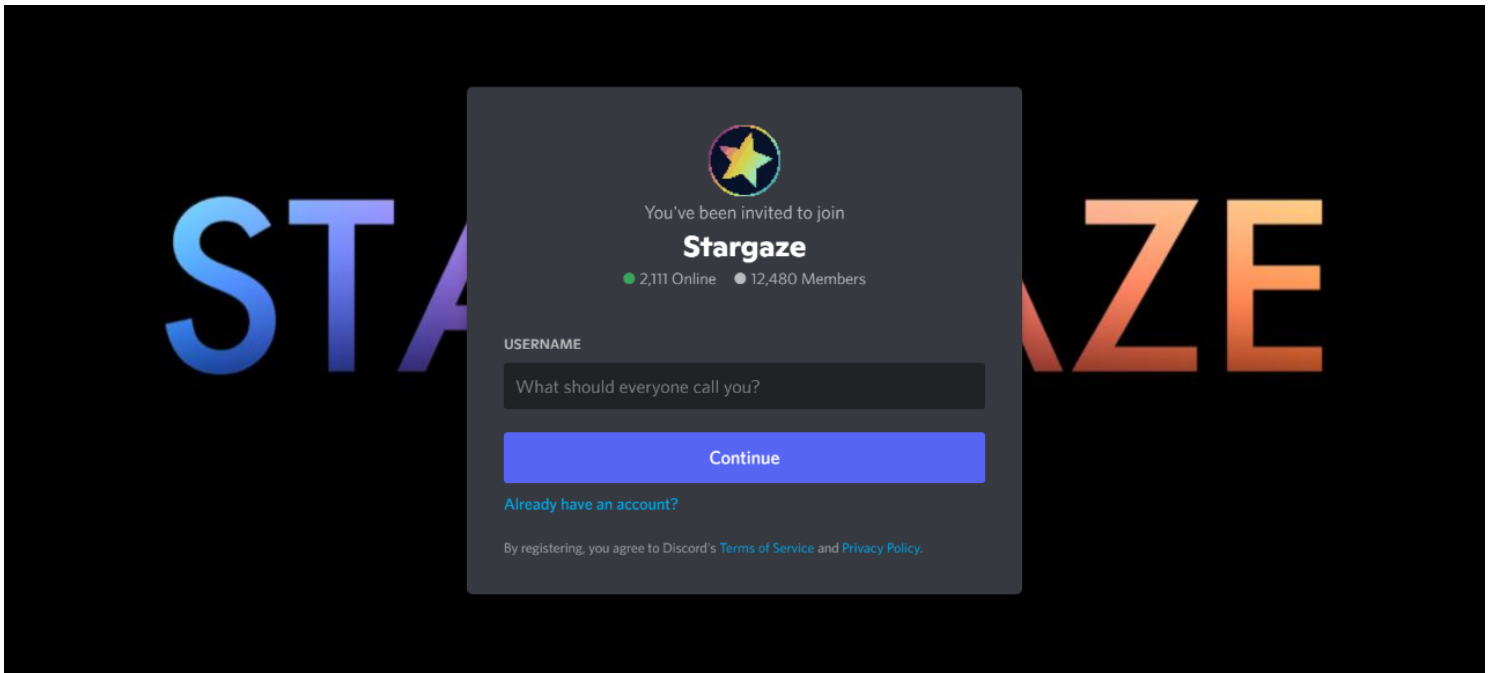 STA AZE
You've been invited to join
Stargaze
2,111 Online 12,480 Members
USERNAME
What should everyone call you?
Continue
Already have an account?
By registering, you agree to Discord's Terms of Service and Privacy Policy.